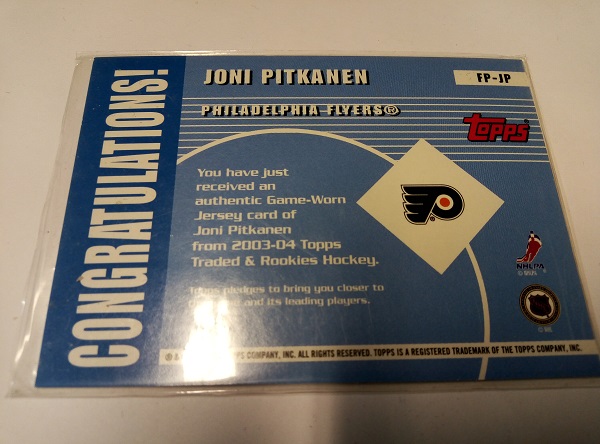 CONGRATULATIONS!
JONI PITKANEN
FP-JP
PHILADELPHIA FLYERS®
topps
You have just
received an
authentic Game-Worn
Jersey card of
Joni Pitkanen
from 2003-04 Topps
Traded & Rookies Hockey.
Topps pledges to bring you closer to
and its leading players.
NHLPA
® & TOPPS COMPANY, INC. ALL RIGHTS RESERVED. TOPPS IS A REGISTERED TRADEMARK OF THE TOPPS COMPANY, INC.